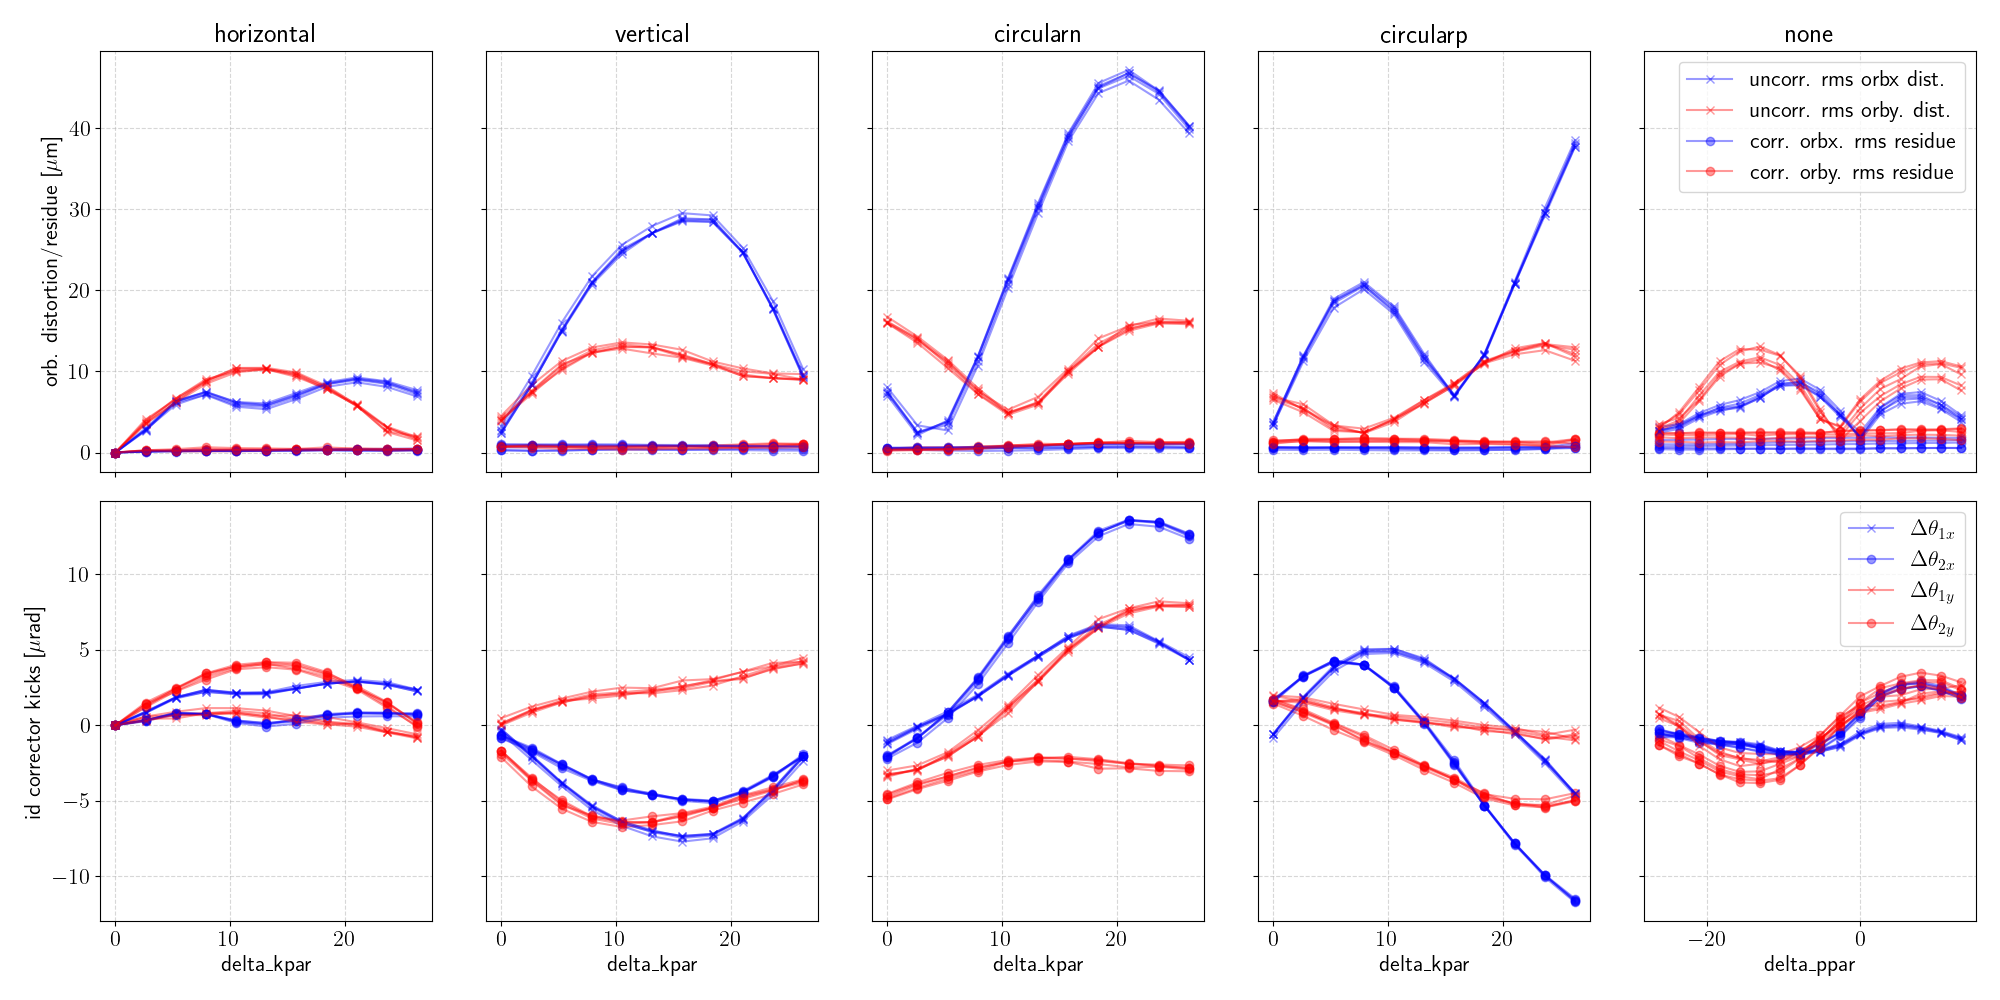 horizontal vertical circularn circularp none
orb. distortion/residue [μm]
40
30
20
10
0
uncorr. rms orbx dist.
uncorr. rms orby. dist.
corr. orbx. rms residue
corr. orby. rms residue
id corrector kicks [μrad]
10
5
0
−5
−10
Δθ1x
Δθ2x
Δθ1y
Δθ2y
0 10 20 0 10 20 0 10 20 0 10 20 −20 0
delta_kpar delta_kpar delta_kpar delta_kpar delta_ppar